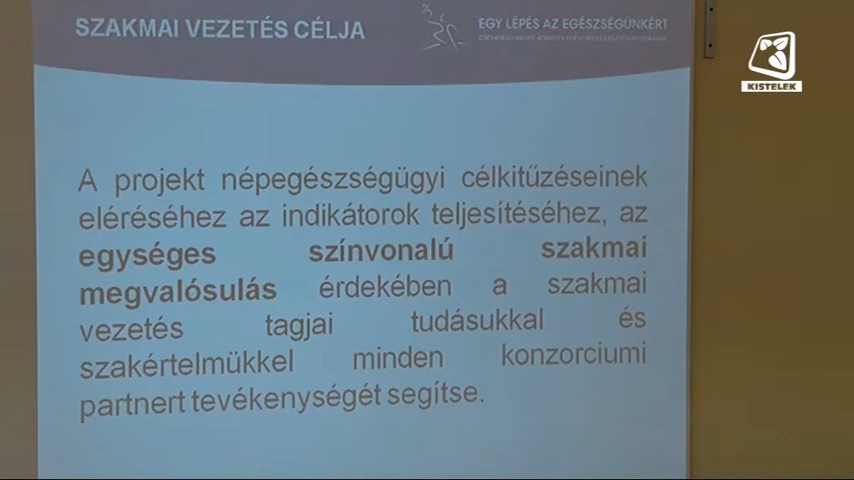 SZAKMAI VEZETÉS CÉLJA
EGY LÉPÉS AZ EGÉSZSÉGÜNKÉRT
KISTELEK
A projekt népegészségügyi célkitűzéseinek
eléréséhez az indikátorok teljesítéséhez, az
egységes színvonalú szakmai
megvalósulás érdekében a szakmai
vezetés tagjai tudásukkal és
szakértelmükkel minden konzorciumi
partnert tevékenységét segítse.